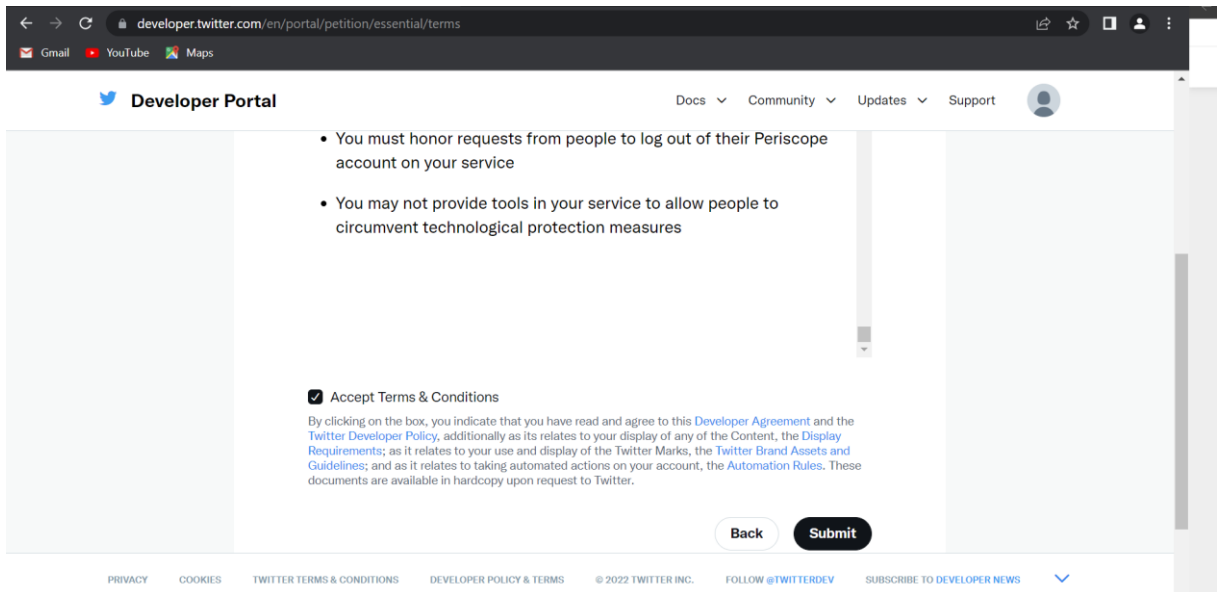 developer.twitter.com/en/portal/petition/essential/terms
Gmail YouTube Maps
Developer Portal Docs Community Updates Support
• You must honor requests from people to log out of their Periscope
account on your service
• You may not provide tools in your service to allow people to
circumvent technological protection measures
Accept Terms & Conditions
By clicking on the box, you indicate that you have read and agree to this Developer Agreement and the
Twitter Developer Policy, additionally as its relates to your display of any of the Content, the Display
Requirements; as it relates to your use and display of the Twitter Marks, the Twitter Brand Assets and
Guidelines; and as it relates to taking automated actions on your account, the Automation Rules. These
documents are available in hardcopy upon request to Twitter.
Back Submit
PRIVACY COOKIES TWITTER TERMS & CONDITIONS DEVELOPER POLICY & TERMS © 2022 TWITTER INC. FOLLOW @TWITTERDEV SUBSCRIBE TO DEVELOPER NEWS